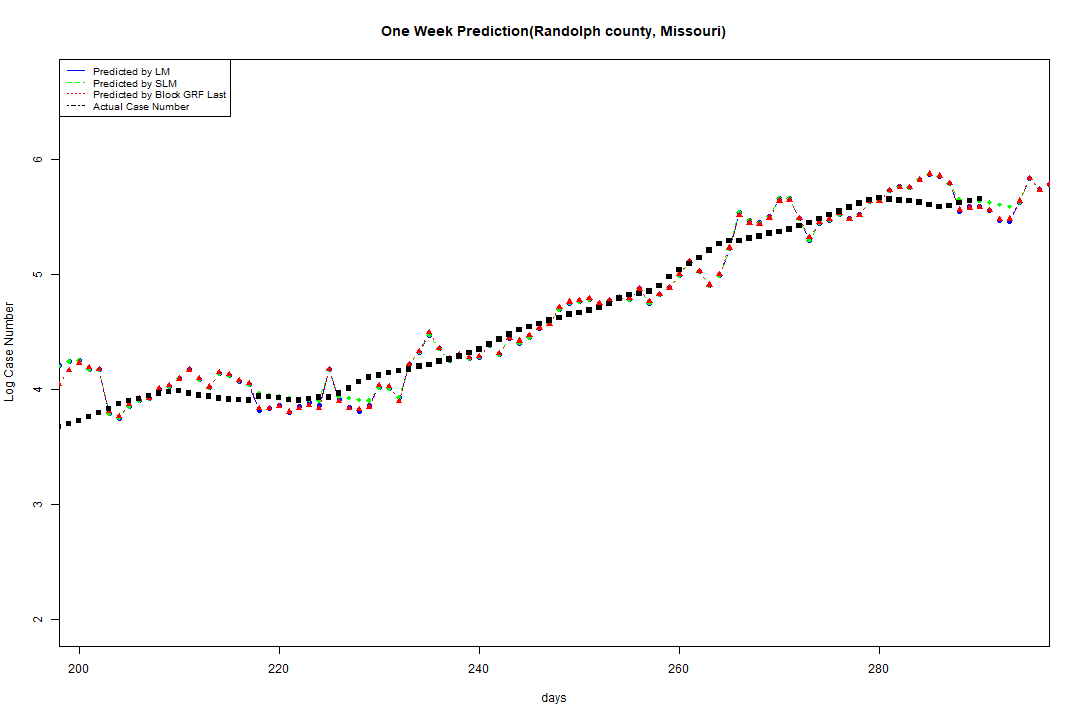 One Week Prediction(Randolph county, Missouri)
Predicted by LM
Predicted by SLM
Predicted by Block GRF Last
Actual Case Number
6
5
4
3
2
Log Case Number
200 220 240 260 280
days